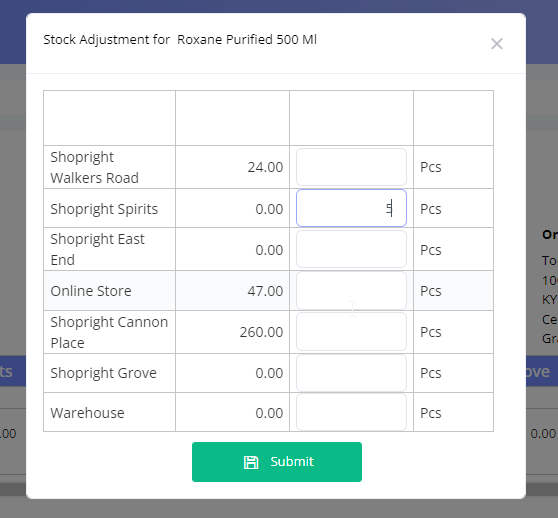 Stock Adjustment for Roxane Purified 500 Ml
Shopright
Walkers Road
24.00
Pcs
Shopright Spirits
0.00
5
Pcs
Shopright East
End
0.00
Pcs
Online Store
47.00
Pcs
Shopright Cannon
Place
260.00
Pcs
Shopright Grove
0.00
Pcs
Warehouse
0.00
Pcs
Submit
ts
.00
Or
To
10
KY
Ce
Gr
ove
0.00